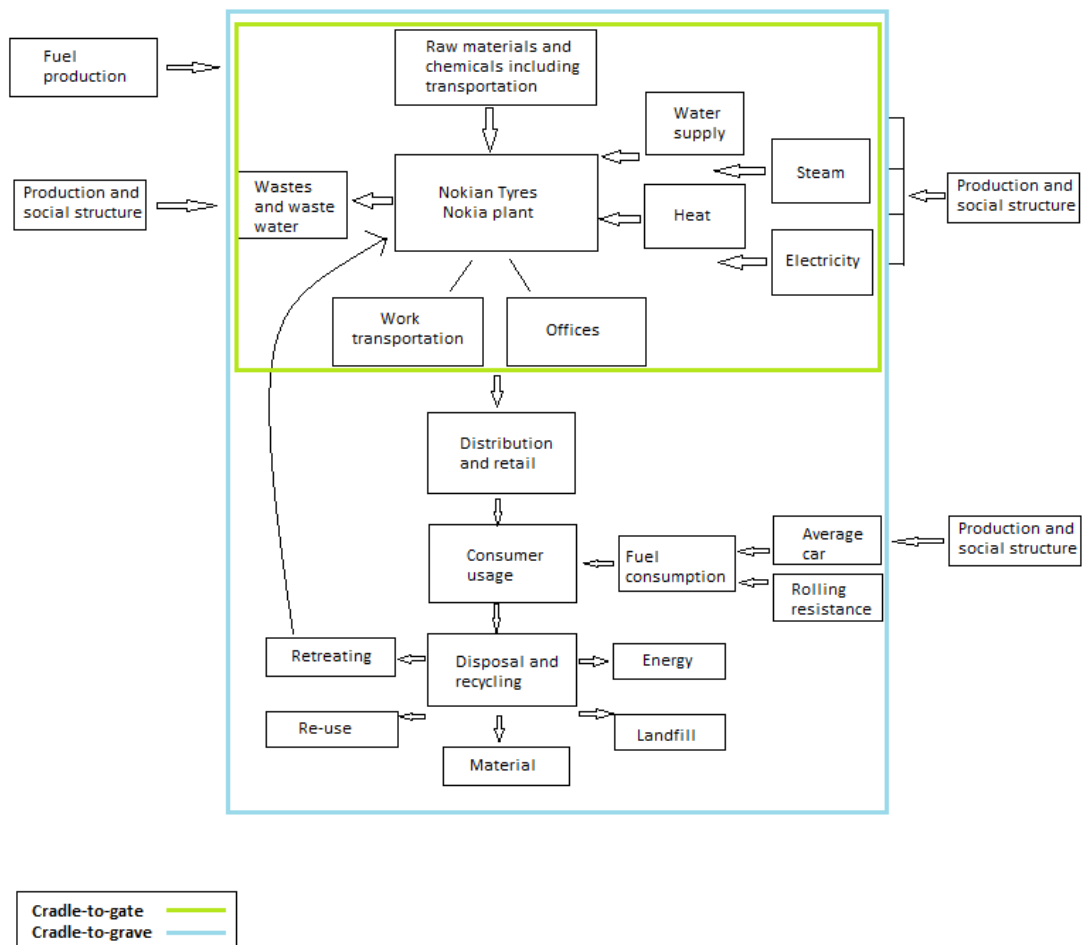 Fuel
production
Raw materials and
chemicals including
transportation
Water
supply
Production and
social structure
Wastes
and waste
water
Nokian Tyres
Nokia plant
Heat
Steam
Electricity
Production and
social structure
Work
transportation
Offices
Distribution
and retail
Consumer
usage
Fuel
consumption
Average
car
Rolling
resistance
Production and
social structure
Retreating
Disposal and
recycling
Energy
Re-use
Landfill
Material
Cradle-to-gate
Cradle-to-grave